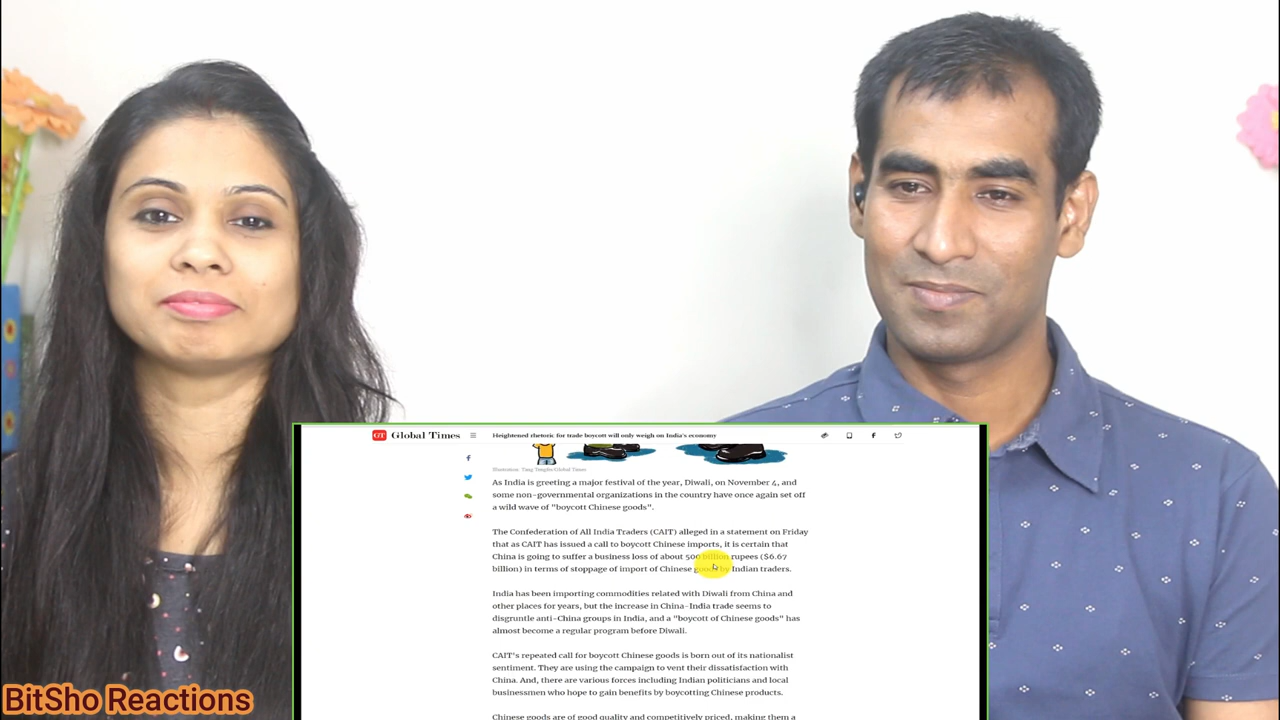 GT Global Times
Heightened rhetoric for trade boycott will only weigh on India's economy
Illustration: Tang Tengfei/Global Times
As India is greeting a major festival of the year, Diwali, on November 4, and
some non-governmental organizations in the country have once again set off
a wild wave of "boycott Chinese goods".
The Confederation of All India Traders (CAIT) alleged in a statement on Friday
that as CAIT has issued a call to boycott Chinese imports, it is certain that
China is going to suffer a business loss of about 500 billion rupees ($6.67
billion) in terms of stoppage of import of Chinese goods by Indian traders.
India has been importing commodities related with Diwali from China and
other places for years, but the increase in China-India trade seems to
disgruntle anti-China groups in India, and a "boycott of Chinese goods" has
almost become a regular program before Diwali.
CAIT's repeated call for boycott Chinese goods is born out of its nationalist
sentiment. They are using the campaign to vent their dissatisfaction with
China. And, there are various forces including Indian politicians and local
businessmen who hope to gain benefits by boycotting Chinese products.
Chinese goods are of good quality and competitively priced, making them a
BitSho Reactions